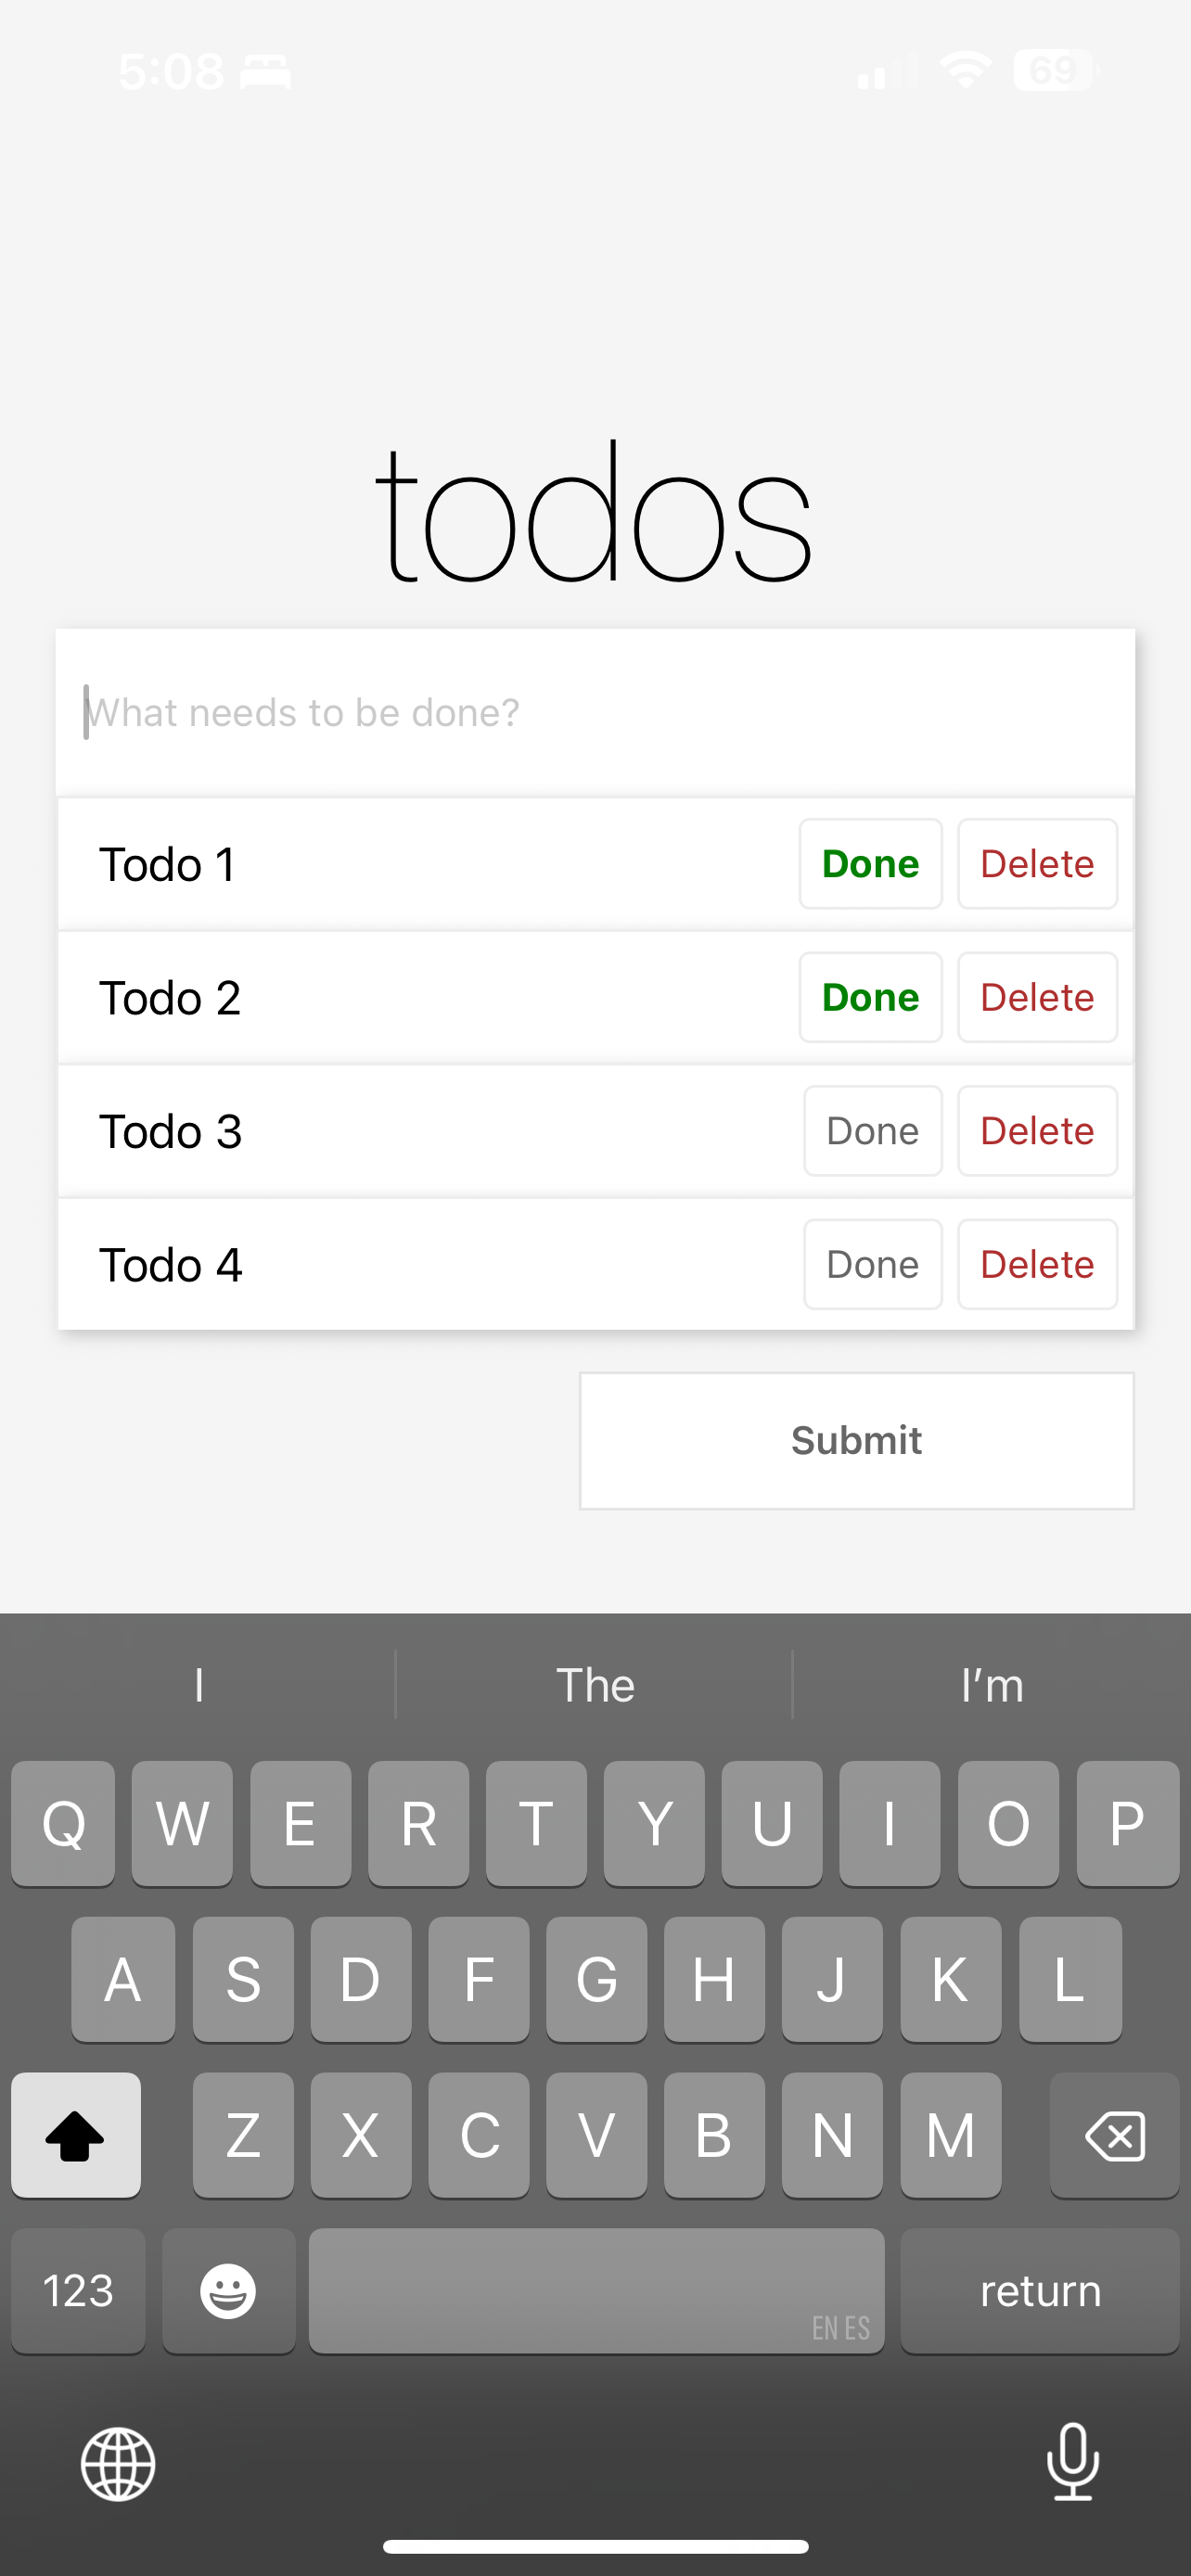 5:08 69
todos
What needs to be done?
Todo 1 Done Delete
Todo 2 Done Delete
Todo 3 Done Delete
Todo 4 Done Delete
Submit
I The I’m
Q W E R T Y U I O P
A S D F G H J K L
Z X C V B N M
123 EN ES return